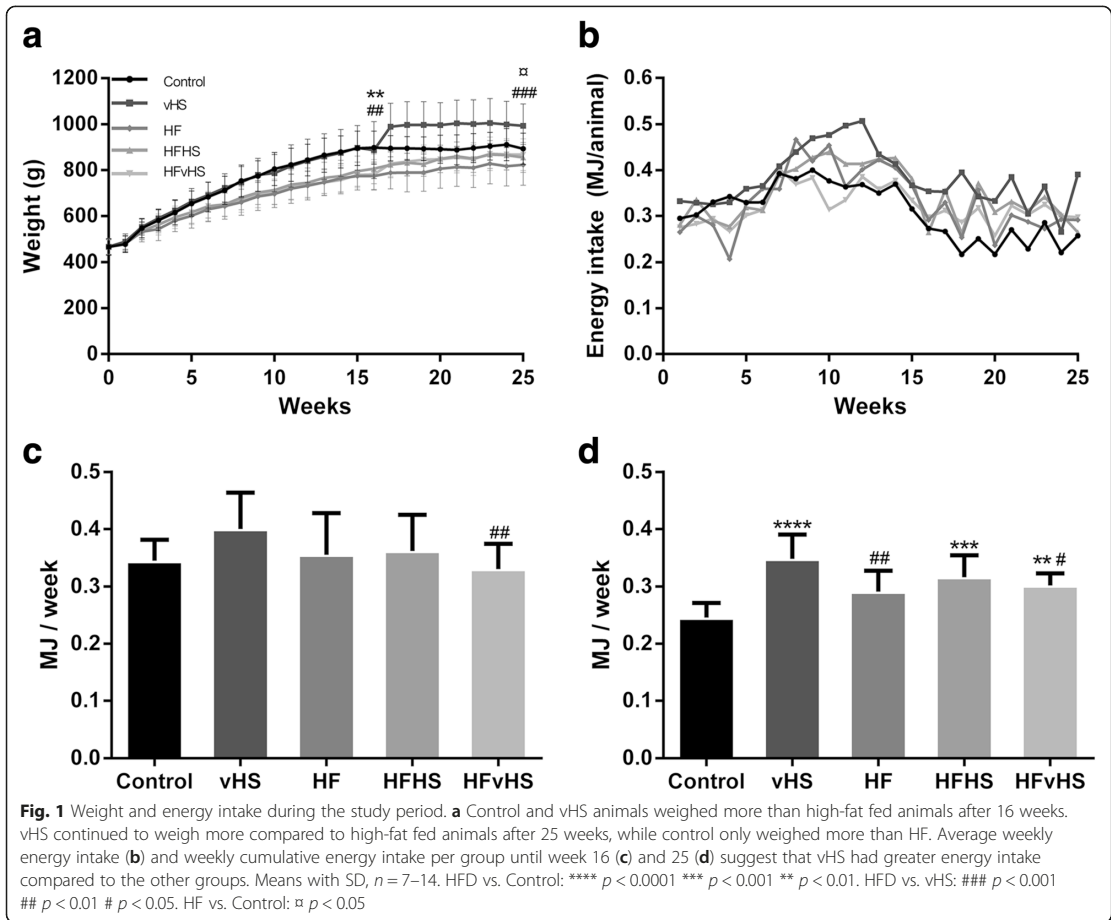 a
Weight (g)
1200
1000
800
600
400
200
0
Control
vHS
HF
HFHS
HFvHS
**
##
¤
###
0 5 10 15 20 25
Weeks
b
Energy intake (MJ/animal)
0.6
0.5
0.4
0.3
0.2
0.1
0.0
0 5 10 15 20 25
Weeks
c
MJ / week
0.5
0.4
0.3
0.2
0.1
0.0
##
Control vHS HF HFHS HFvHS
d
MJ / week
0.5
0.4
0.3
0.2
0.1
0.0
****
##
***
** #
Control vHS HF HFHS HFvHS
Fig. 1 Weight and energy intake during the study period. a Control and vHS animals weighed more than high-fat fed animals after 16 weeks.
vHS continued to weigh more compared to high-fat fed animals after 25 weeks, while control only weighed more than HF. Average weekly
energy intake (b) and weekly cumulative energy intake per group until week 16 (c) and 25 (d) suggest that vHS had greater energy intake
compared to the other groups. Means with SD, n = 7–14. HFD vs. Control: **** p < 0.0001 *** p < 0.001 ** p < 0.01. HFD vs. vHS: ### p < 0.001
## p < 0.01 # p < 0.05. HF vs. Control: ¤ p < 0.05